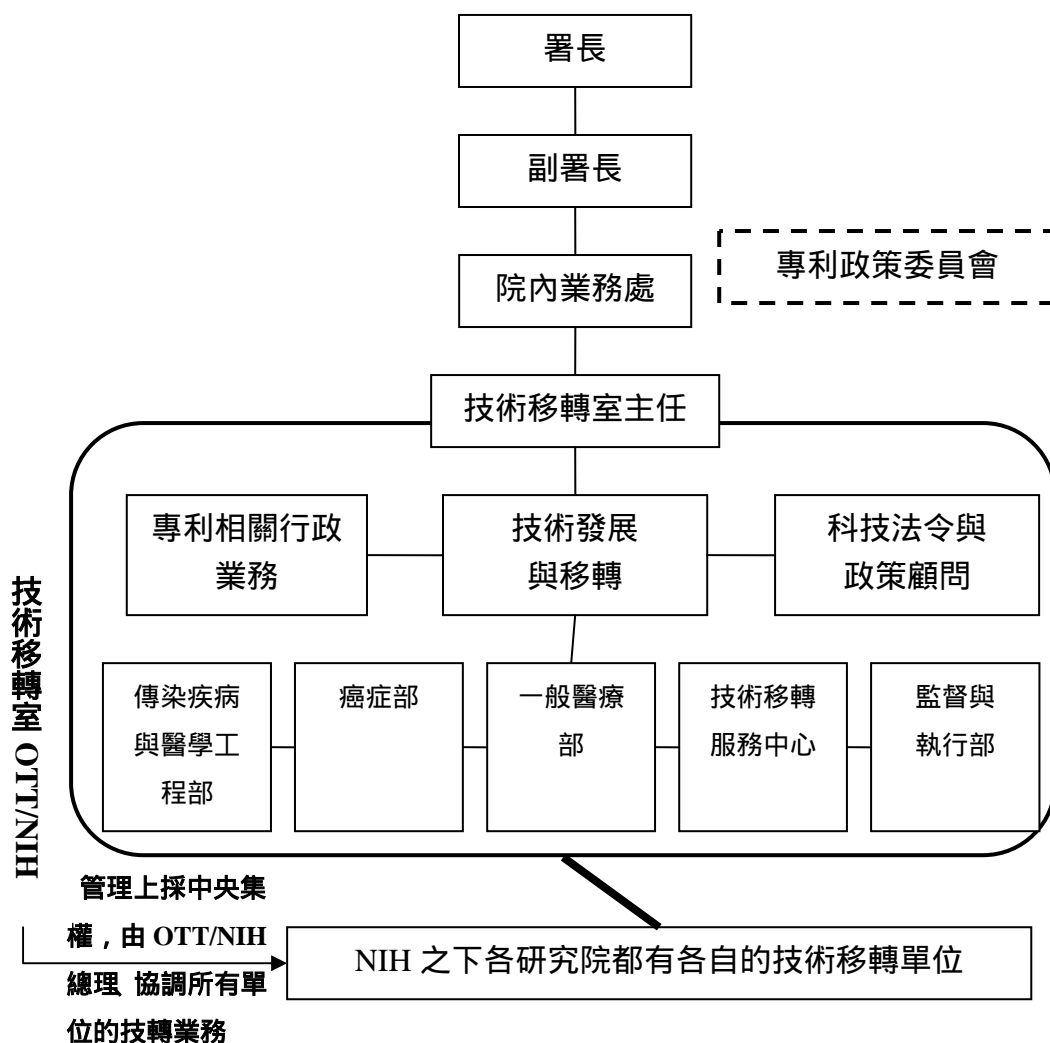 署長
副署長
院內業務處
專利政策委員會
技術移轉室主任
專利相關行政
業務
技術發展
與移轉
科技法令與
政策顧問
技術移轉室 OTT/NIH
傳染疾病
與醫學工
程部
癌症部
一般醫療
部
技術移轉
服務中心
監督與
執行部
管理上採中央集
權，由 OTT/NIH
總理、協調所有單
位的技轉業務
NIH 之下各研究院都有各自的技術移轉單位